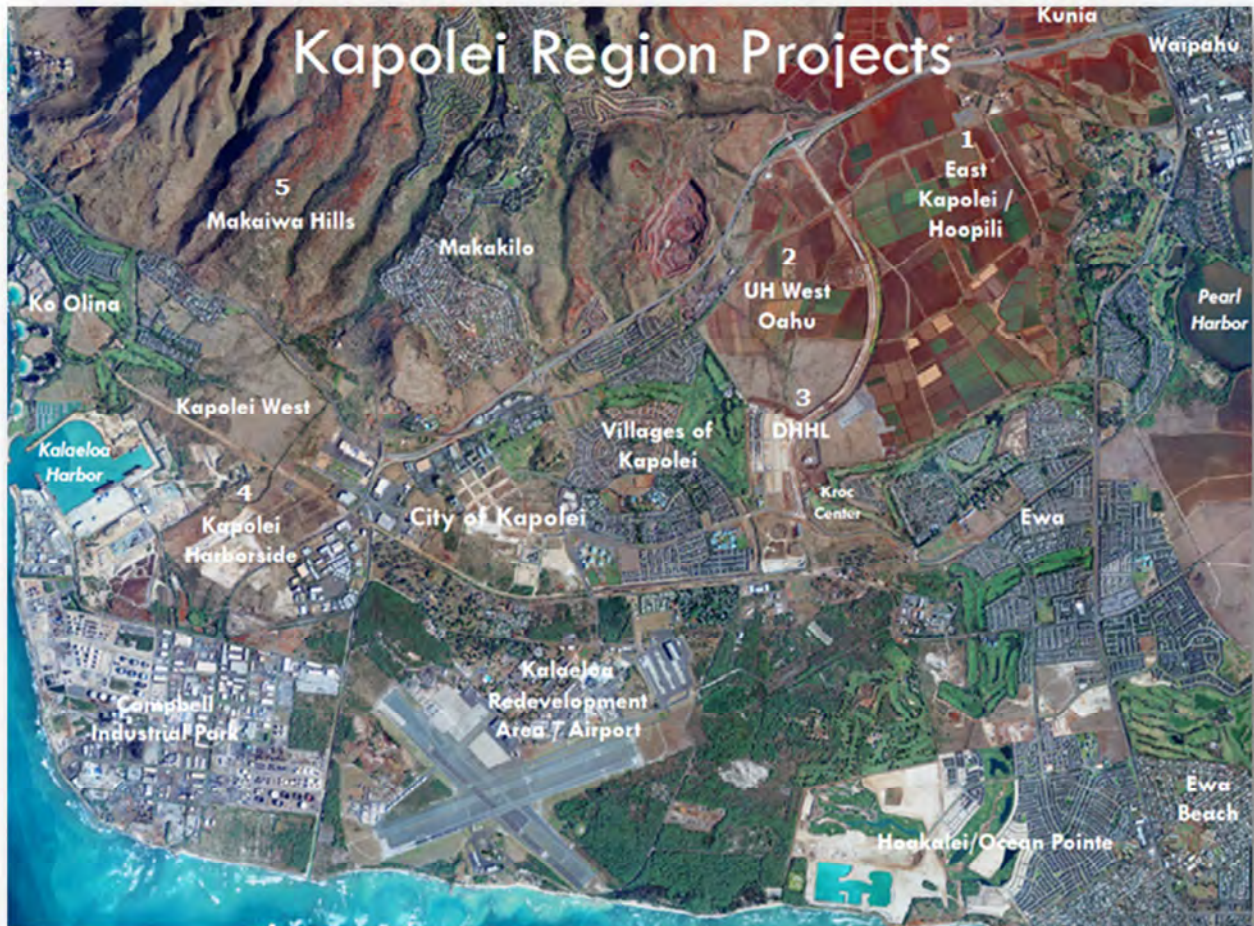 Kunia
Waipahu
Kapolei Region Projects*
1
East
Kapolei /
Hoopili
5
Makaiwa Hills
Makakilo
2
UH West
Oahu
Ko Olina
Pearl
Harbor
Kapolei West
3
DHHL
Villages of
Kapolei
Kalaeloa
Harbor
4
Kapolei
Harborside
City of Kapolei
Kroc
Center
Ewa
Kalaeloa
Redevelopment
Area / Airport
Campbell
Industrial Park
Ewa
Beach
Hoakalei/Ocean Pointe